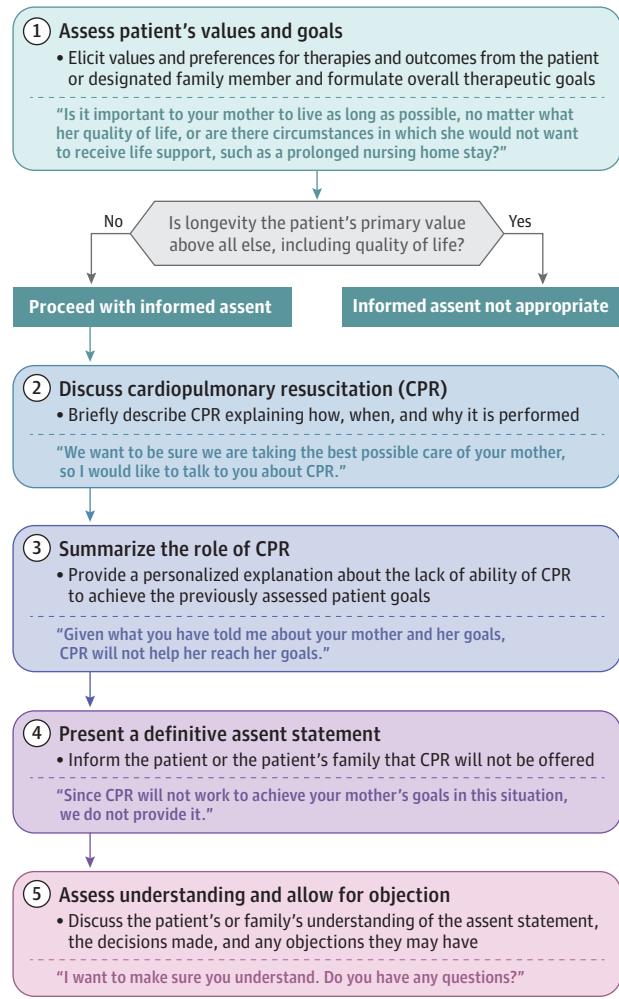 1 Assess patient's values and goals
• Elicit values and preferences for therapies and outcomes from the patient
or designated family member and formulate overall therapeutic goals
“Is it important to your mother to live as long as possible, no matter what
her quality of life, or are there circumstances in which she would not want
to receive life support, such as a prolonged nursing home stay?”
Is longevity the patient's primary value
above all else, including quality of life?
No
Yes
Proceed with informed assent
Informed assent not appropriate
2 Discuss cardiopulmonary resuscitation (CPR)
• Briefly describe CPR explaining how, when, and why it is performed
“We want to be sure we are taking the best possible care of your mother,
so I would like to talk to you about CPR.”
3 Summarize the role of CPR
• Provide a personalized explanation about the lack of ability of CPR
to achieve the previously assessed patient goals
“Given what you have told me about your mother and her goals,
CPR will not help her reach her goals.”
4 Present a definitive assent statement
• Inform the patient or the patient's family that CPR will not be offered
“Since CPR will not work to achieve your mother's goals in this situation,
we do not provide it.”
5 Assess understanding and allow for objection
• Discuss the patient's or family's understanding of the assent statement,
the decisions made, and any objections they may have
“I want to make sure you understand. Do you have any questions?”